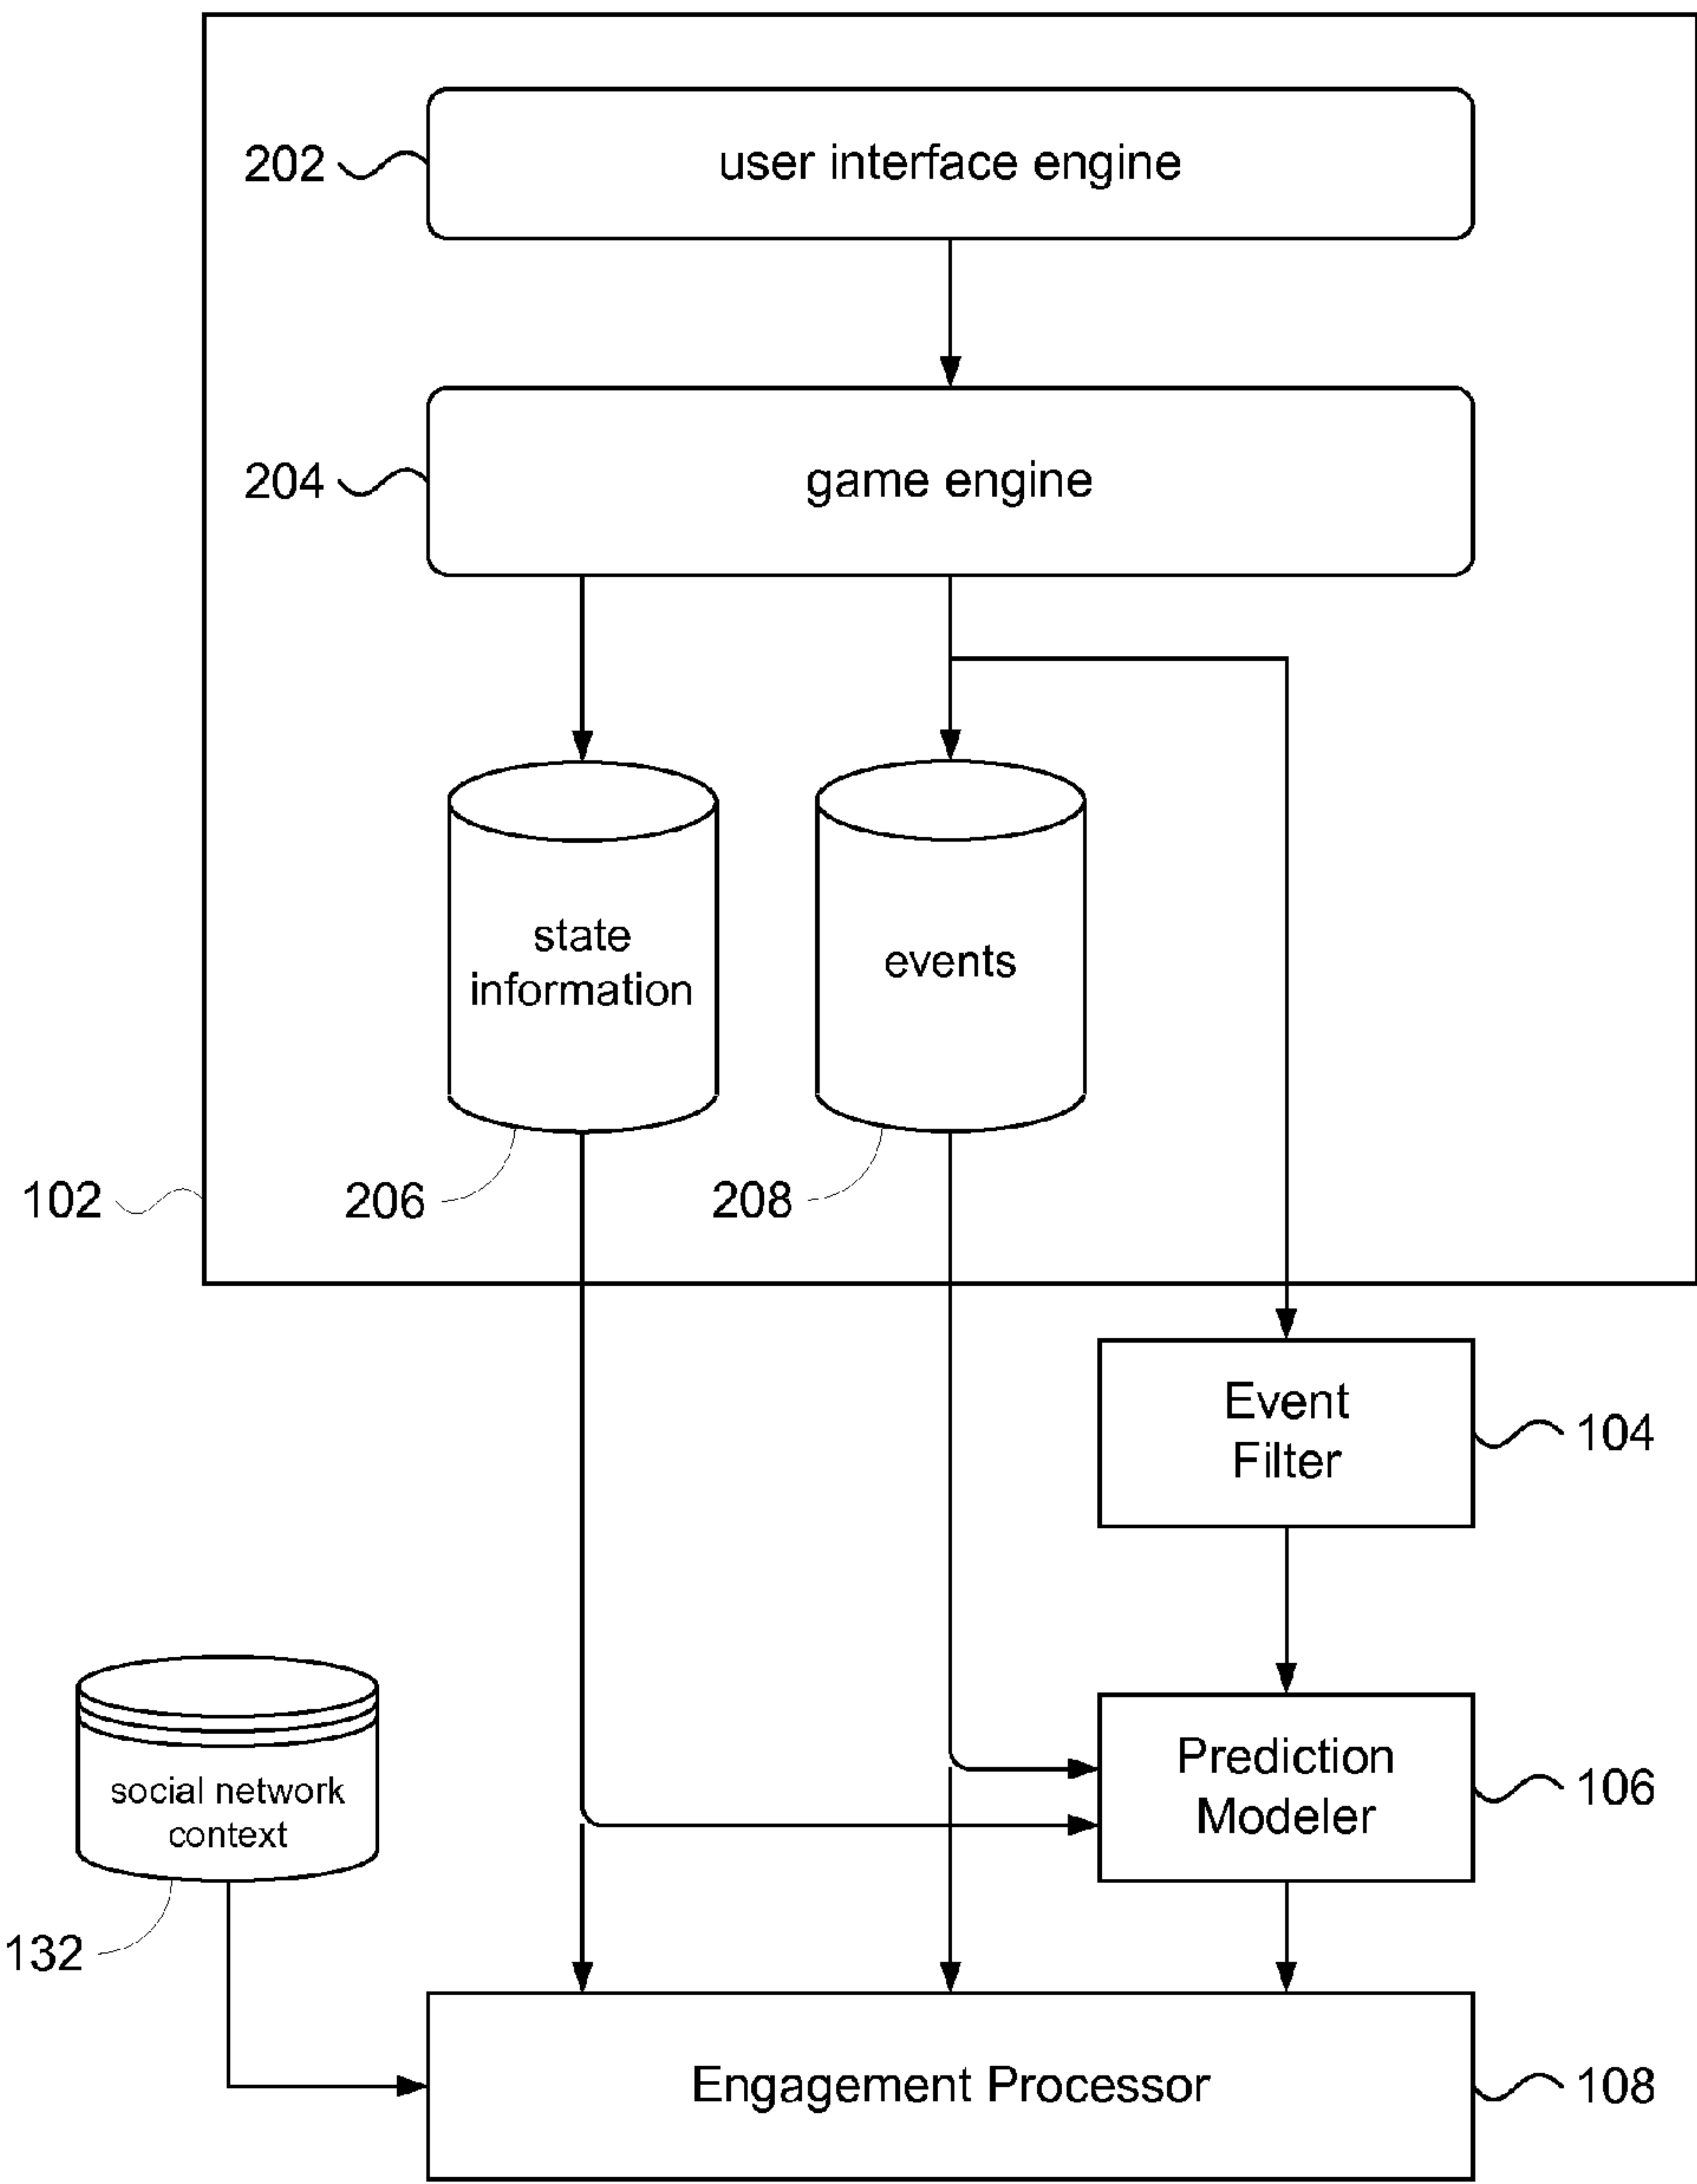 202
user interface engine
204
game engine
state
information
events
102
206
208
Event
Filter
104
social network
context
Prediction
Modeler
106
132
Engagement Processor
108